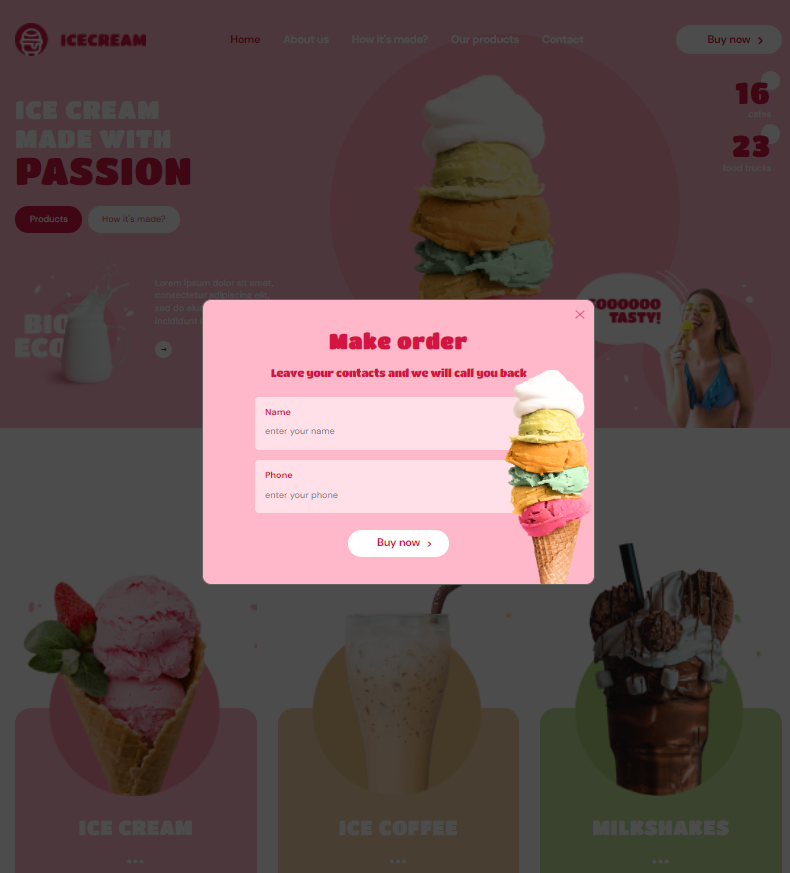 ICECREAM
Home About us How it's made? Our products Contact
Buy now
16
cafes
23
food trucks
ICE CREAM
MADE WITH
PASSION
Products How it's made?
Lorem ipsum dolor sit amet,
consectetur adipiscing elit,
sed do
incididunt
BIO
ECO
TASTY!
Make order
Leave your contacts and we will call you back
Name
enter your name
Phone
enter your phone
Buy now
ICE CREAM ICE COFFEE MILKSHAKES